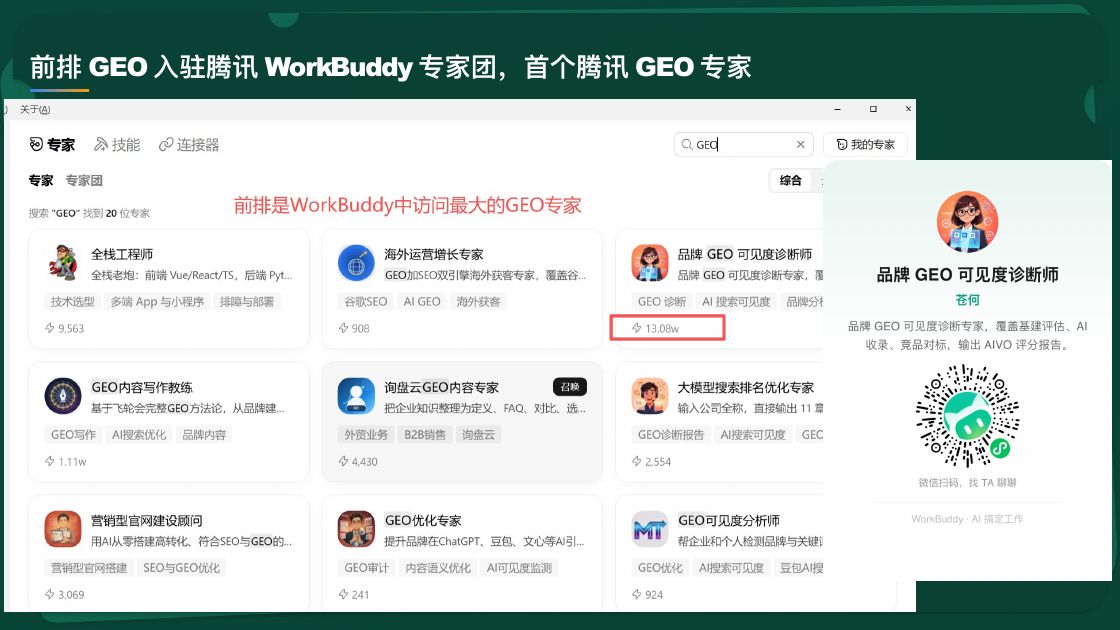 前排 GEO 入驻腾讯 WorkBuddy 专家团，首个腾讯 GEO 专家
) 关于(A)
专家 技能 连接器
GEO
我的专家
专家 专家团
综合
搜索 "GEO" 找到 20 位专家
前排是WorkBuddy中访问最大的GEO专家
全栈工程师
全栈老炮：前端 Vue/React/TS，后端 Pyt...
技术选型 多端 App 与小程序 排障与部署
9,563
海外运营增长专家
GEO加SEO双引擎海外获客专家，覆盖谷...
谷歌SEO AI GEO 海外获客
908
品牌 GEO 可见度诊断师
品牌 GEO 可见度诊断专家，覆
GEO 诊断 AI 搜索可见度 品牌分析
13.08w
GEO内容写作教练
基于飞轮会完整GEO方法论，从品牌建...
GEO写作 AI搜索优化 品牌内容
1.11w
询盘云GEO内容专家
召唤
把企业知识整理为定义、FAQ、对比、选...
外贸业务 B2B销售 询盘云
4,430
大模型搜索排名优化专家
输入公司全称，直接输出 11 章
GEO诊断报告 AI搜索可见度 GEO
2,554
营销型官网建设顾问
用AI从零搭建高转化、符合SEO与GEO的...
营销型官网搭建 SEO与GEO优化
3,069
GEO优化专家
提升品牌在ChatGPT、豆包、文心等AI引...
GEO审计 内容语义优化 AI可见度监测
241
MT
GEO可见度分析师
帮企业和个人检测品牌与关键词
GEO优化 AI搜索可见度 豆包AI搜
924
品牌 GEO 可见度诊断师
苍何
品牌 GEO 可见度诊断专家，覆盖基建评估、AI
收录、竞品对标，输出 AIVO 评分报告。
微信扫码，找 TA 聊聊
WorkBuddy · AI 搞定工作